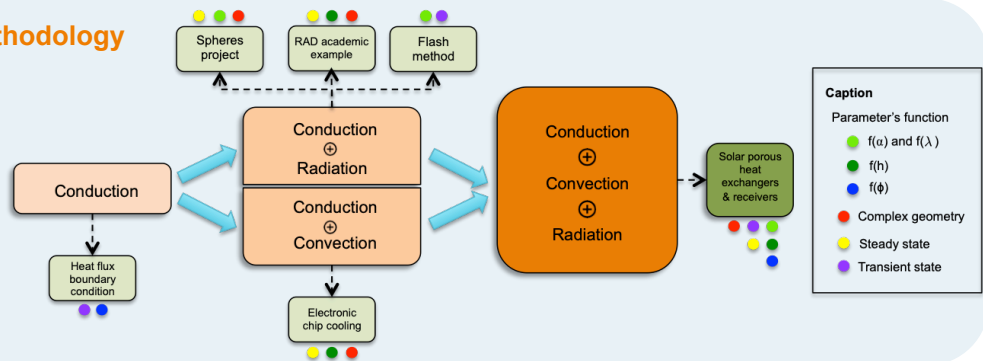 thodology
Spheres
project
RAD academic
example
Flash
method
Conduction
⊕
Radiation
Conduction
⊕
Convection
Conduction
Heat flux
boundary
condition
Electronic
chip cooling
Conduction
⊕
Convection
⊕
Radiation
Solar porous
heat
exchangers
& receivers
Caption
Parameter's function
f(α) and f(λ )
f(h)
f(ϕ)
Complex geometry
Steady state
Transient state